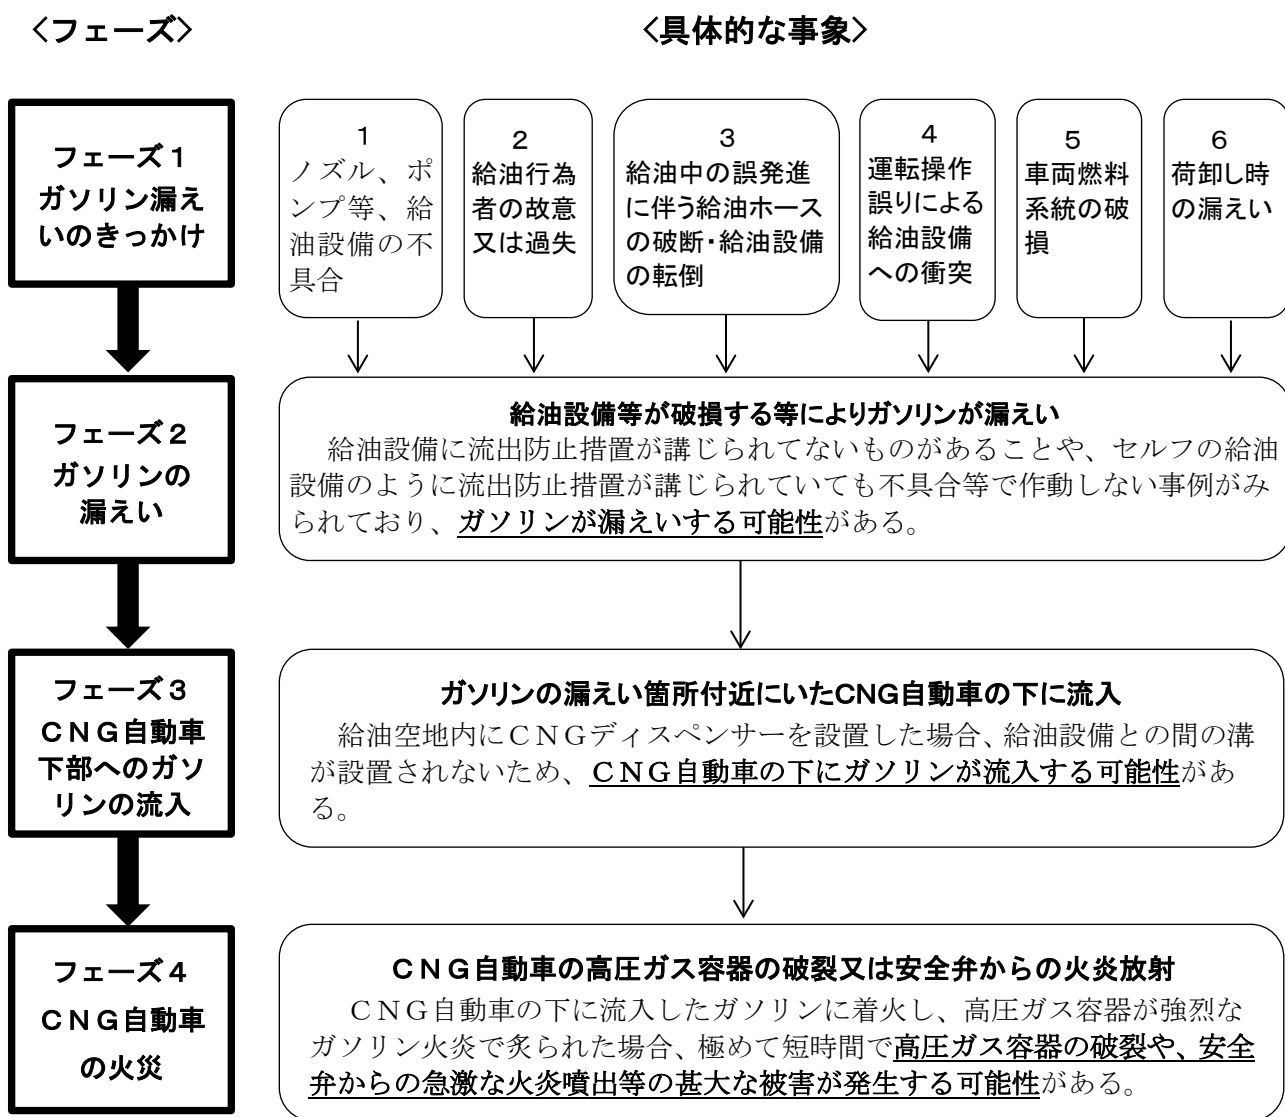 <フェーズ>
<具体的な事象>
フェーズ１
ガソリン漏え
いのきっかけ
1
ノズル、ポ
ンプ等、給
油設備の不
具合
2
給油行為
者の故意
又は過失
3
給油中の誤発進
に伴う給油ホース
の破断・給油設備
の転倒
4
運転操作
誤りによる
給油設備
への衝突
5
車両燃料
系統の破
損
6
荷卸し時
の漏えい
フェーズ２
ガソリンの
漏えい
給油設備等が破損する等によりガソリンが漏えい
給油設備に流出防止措置が講じられてないものがあることや、セルフの給油
設備のように流出防止措置が講じられていても不具合等で作動しない事例がみ
られており、ガソリンが漏えいする可能性がある。
フェーズ３
ＣＮＧ自動車
下部へのガソ
リンの流入
ガソリンの漏えい箇所付近にいたCNG自動車の下に流入
給油空地内にＣＮＧディスペンサーを設置した場合、給油設備との間の溝
が設置されないため、ＣＮＧ自動車の下にガソリンが流入する可能性があ
る。
フェーズ４
ＣＮＧ自動車
の火災
ＣＮＧ自動車の高圧ガス容器の破裂又は安全弁からの火炎放射
ＣＮＧ自動車の下に流入したガソリンに着火し、高圧ガス容器が強烈な
ガソリン火炎で炙られた場合、極めて短時間で高圧ガス容器の破裂や、安全
弁からの急激な火炎噴出等の甚大な被害が発生する可能性がある。